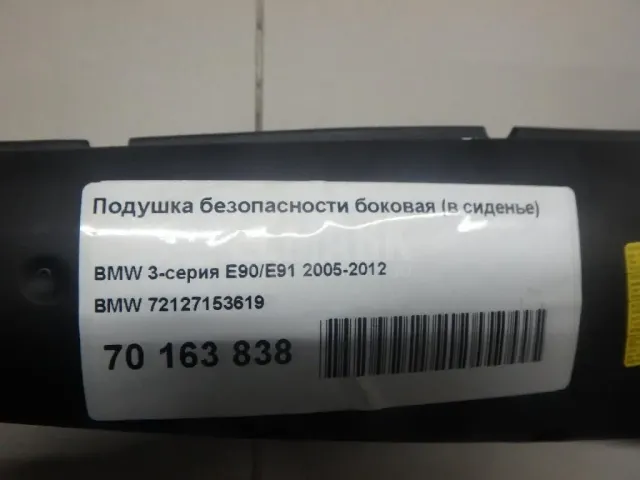 Подушка безопасности боковая (в сиденье)
BMW 3-серия E90/E91 2005-2012
BMW 72127153619
70 163 838